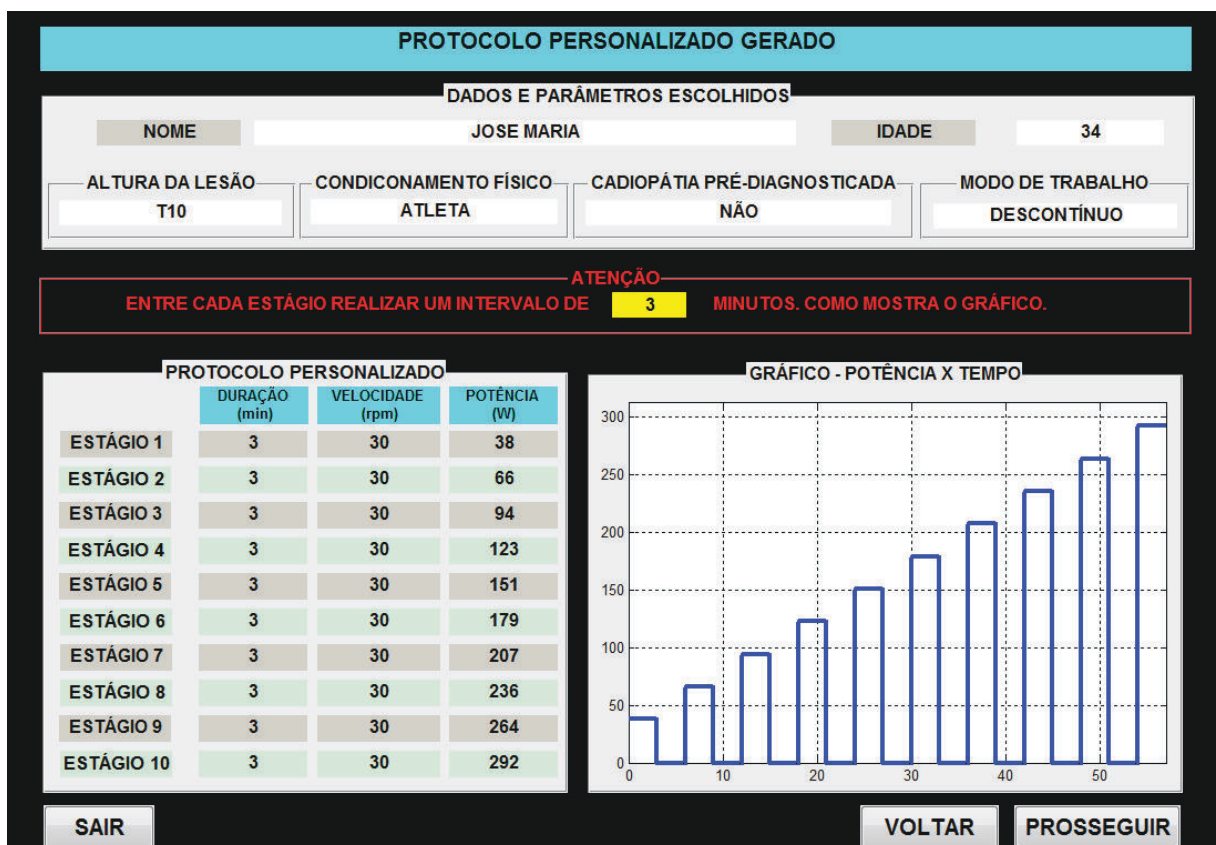 PROTOCOLO PERSONALIZADO GERADO
DADOS E PARÂMETROS ESCOLHIDOS
NOME JOSE MARIA IDADE 34
ALTURA DA LESÃO CONDICONAMENTO FÍSICO CADIOPÁTIA PRÉ-DIAGNOSTICADA MODO DE TRABALHO
T10 ATLETA NÃO DESCONTÍNUO
ATENÇÃO
ENTRE CADA ESTÁGIO REALIZAR UM INTERVALO DE 3 MINUTOS. COMO MOSTRA O GRÁFICO.
PROTOCOLO PERSONALIZADO
DURAÇÃO (min) VELOCIDADE (rpm) POTÊNCIA (W)
ESTÁGIO 1 3 30 38
ESTÁGIO 2 3 30 66
ESTÁGIO 3 3 30 94
ESTÁGIO 4 3 30 123
ESTÁGIO 5 3 30 151
ESTÁGIO 6 3 30 179
ESTÁGIO 7 3 30 207
ESTÁGIO 8 3 30 236
ESTÁGIO 9 3 30 264
ESTÁGIO 10 3 30 292
GRÁFICO - POTÊNCIA X TEMPO
300
250
200
150
100
50
0
0 10 20 30 40 50
SAIR VOLTAR PROSSEGUIR